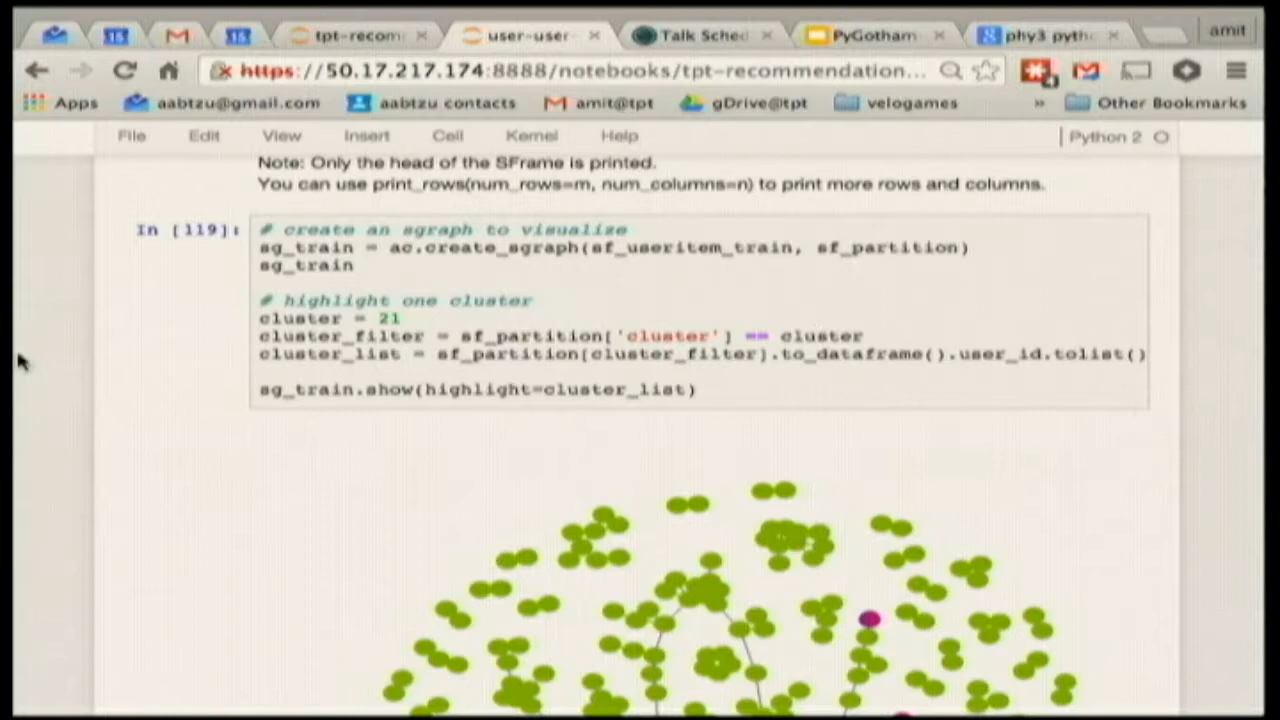 15
15
tpt-recom
user-user-
Talk Sched
PyGotham
phy3 pyth
amit
https://50.17.217.174:8888/notebooks/tpt-recommendation...
Apps
aabtzu@gmail.com
aabtzu contacts
amit@tpt
gDrive@tpt
velogames
»
Other Bookmarks
File Edit View Insert Cell Kernel Help
Python 2
Note: Only the head of the SFrame is printed.
You can use print_rows(num_rows=m, num_columns=n) to print more rows and columns.
In [119]:
# create an sgraph to visualize
sg_train = ac.create_sgraph(sf_useritem_train, sf_partition)
sg_train
# highlight one cluster
cluster = 21
cluster_filter = sf_partition['cluster'] == cluster
cluster_list = sf_partition[cluster_filter].to_dataframe().user_id.tolist()
sg_train.show(highlight=cluster_list)